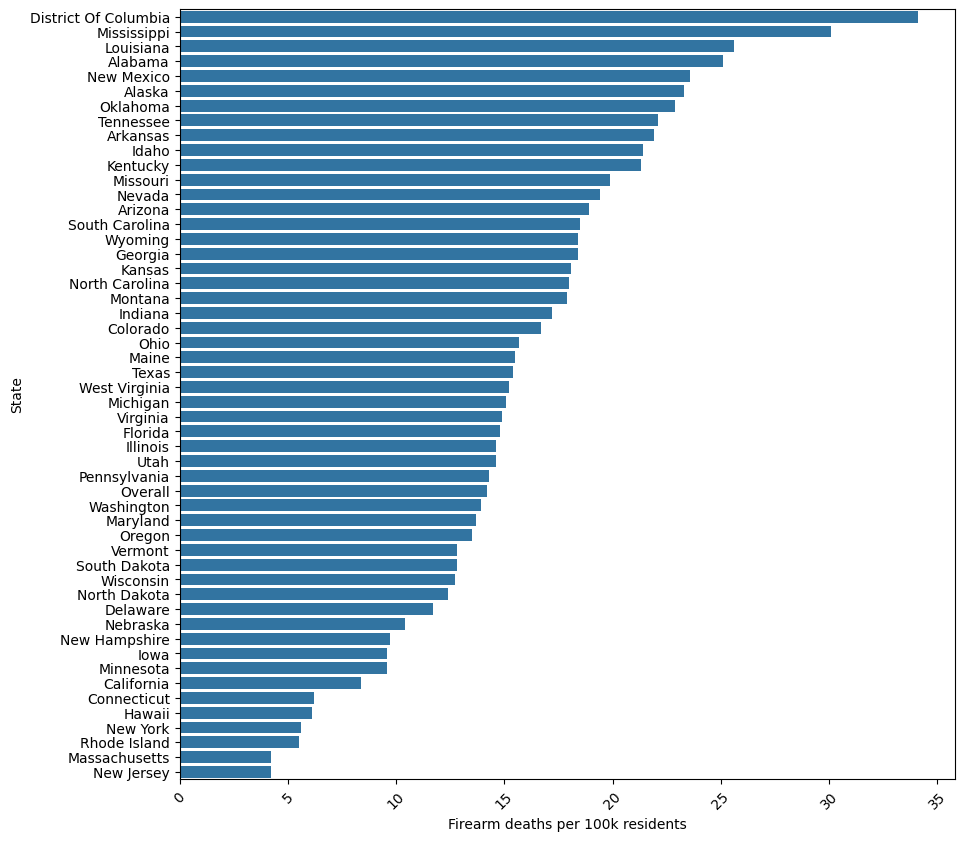 District Of Columbia
Mississippi
Louisiana
Alabama
New Mexico
Alaska
Oklahoma
Tennessee
Arkansas
Idaho
Kentucky
Missouri
Nevada
Arizona
South Carolina
Wyoming
Georgia
Kansas
North Carolina
Montana
Indiana
Colorado
Ohio
Maine
Texas
West Virginia
Michigan
Virginia
Florida
Illinois
Utah
Pennsylvania
Overall
Washington
Maryland
Oregon
Vermont
South Dakota
Wisconsin
North Dakota
Delaware
Nebraska
New Hampshire
Iowa
Minnesota
California
Connecticut
Hawaii
New York
Rhode Island
Massachusetts
New Jersey
State
0 5 10 15 20 25 30 35
Firearm deaths per 100k residents